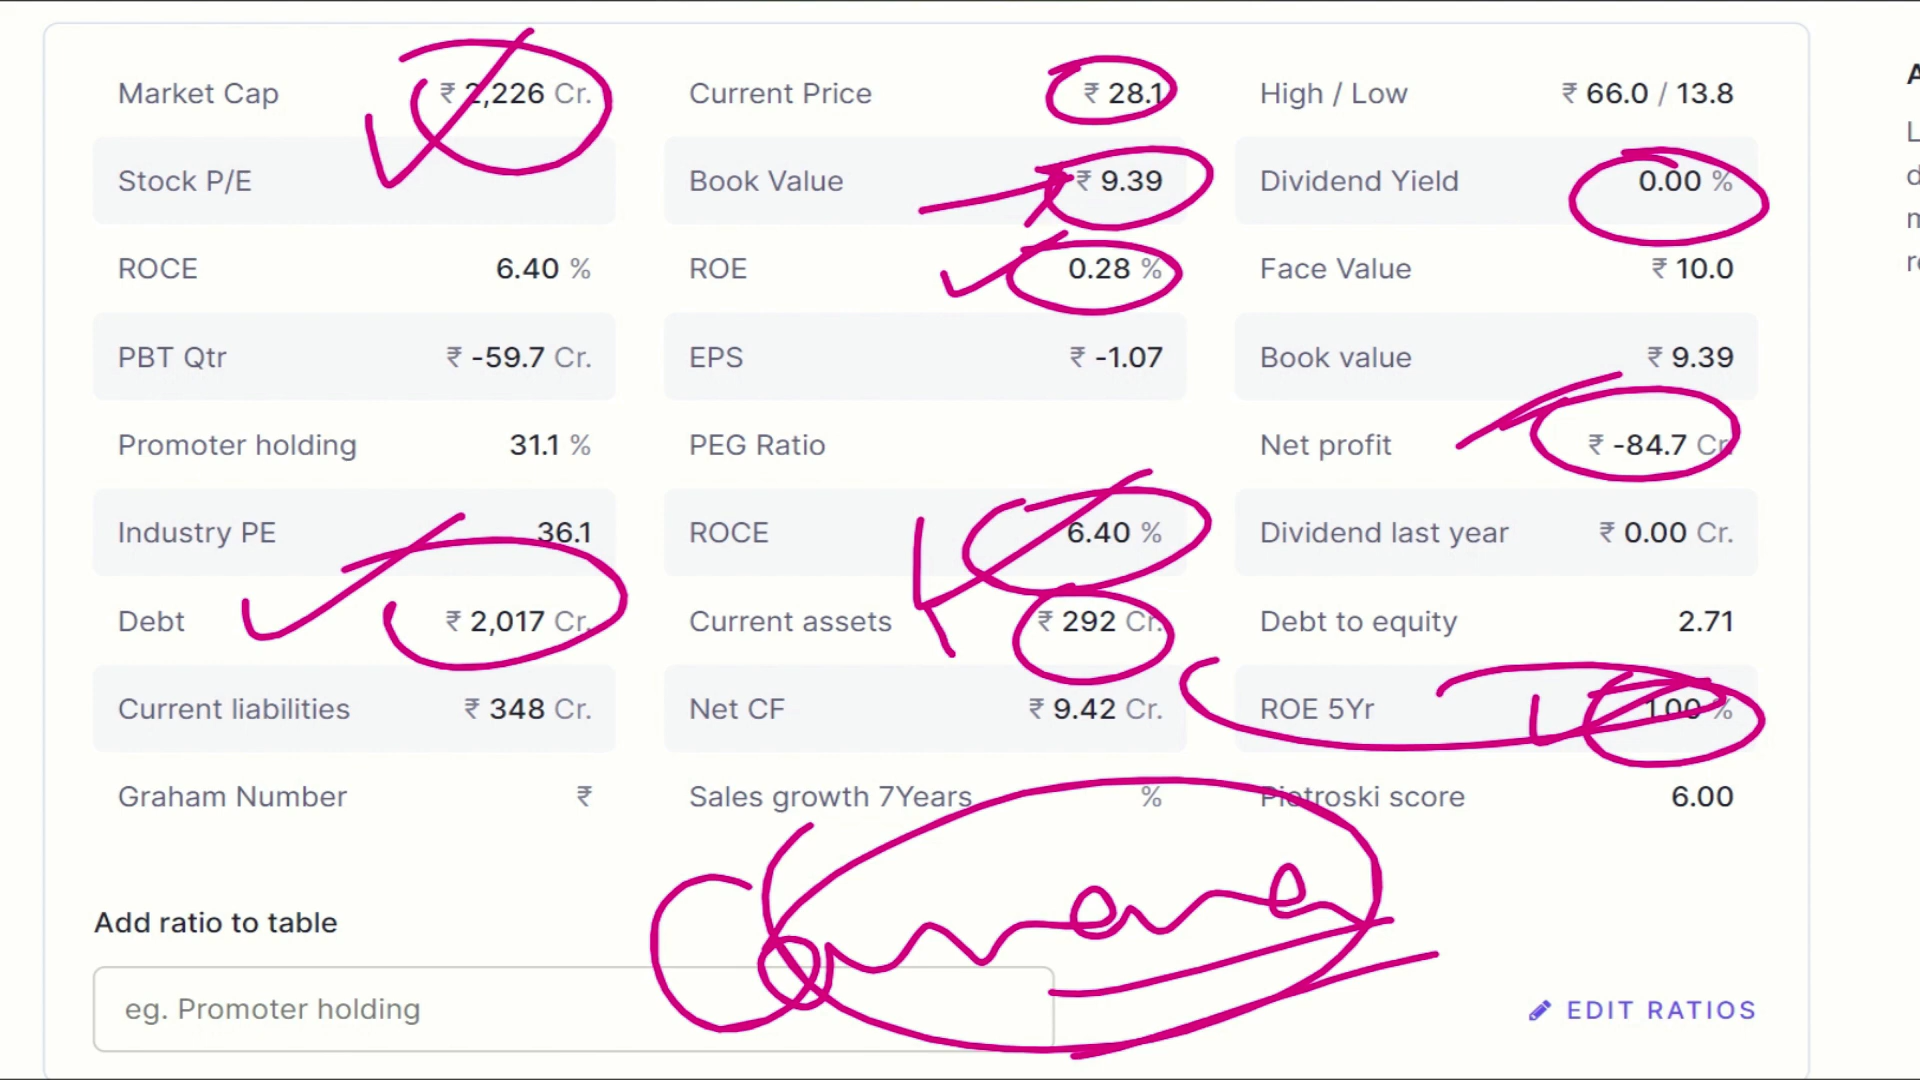 Market Cap ₹ 2,226 Cr. Current Price ₹ 28.1 High / Low ₹ 66.0 / 13.8
Stock P/E Book Value ₹ 9.39 Dividend Yield 0.00 %
ROCE 6.40 % ROE 0.28 % Face Value ₹ 10.0
PBT Qtr ₹ -59.7 Cr. EPS ₹ -1.07 Book value ₹ 9.39
Promoter holding 31.1 % PEG Ratio Net profit ₹ -84.7 Cr.
Industry PE 36.1 ROCE 6.40 % Dividend last year ₹ 0.00 Cr.
Debt ₹ 2,017 Cr. Current assets ₹ 292 Cr. Debt to equity 2.71
Current liabilities ₹ 348 Cr. Net CF ₹ 9.42 Cr. ROE 5Yr 1.00 %
Graham Number ₹ Sales growth 7Years % Pietroski score 6.00
Add ratio to table
eg. Promoter holding
EDIT RATIOS